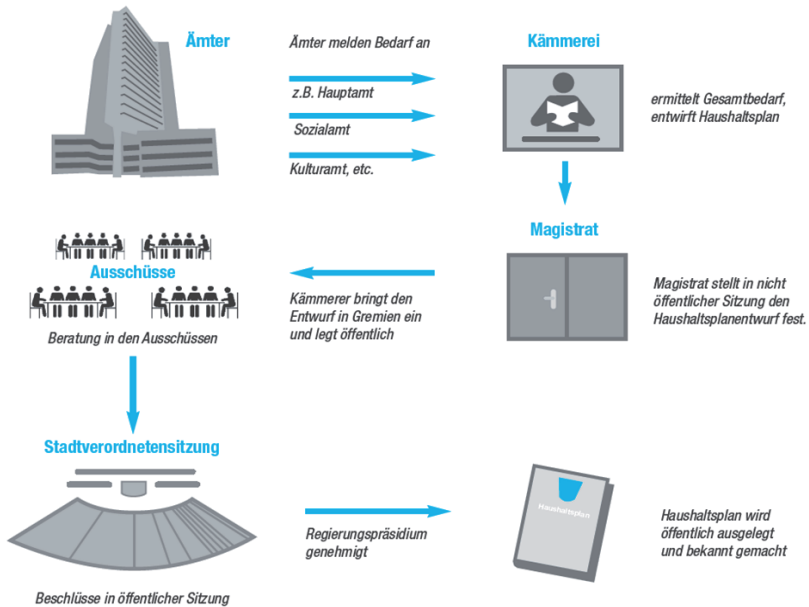 Ämter
Ämter melden Bedarf an
z.B. Hauptamt
Sozialamt
Kulturamt, etc.
Kämmerei
ermittelt Gesamtbedarf,
entwirft Haushaltsplan
Magistrat
Magistrat stellt in nicht
öffentlicher Sitzung den
Haushaltsplanentwurf fest.
Kämmerer bringt den
Entwurf in Gremien ein
und legt öffentlich
Ausschüsse
Beratung in den Ausschüssen
Stadtverordnetensitzung
Beschlüsse in öffentlicher Sitzung
Regierungspräsidium
genehmigt
Haushaltsplan
Haushaltsplan wird
öffentlich ausgelegt
und bekannt gemacht